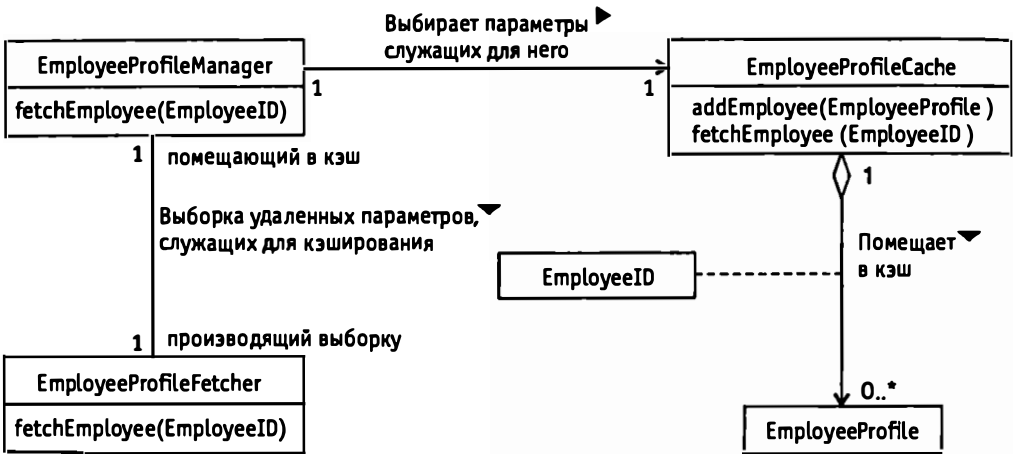 Выбирает параметры ▶
служащих для него
EmployeeProfileManager
fetchEmployee(EmployeeID)
1
1
EmployeeProfileCache
addEmployee(EmployeeProfile )
fetchEmployee (EmployeeID )
1 помещающий в кэш
1
Выборка удаленных параметров, ▼
служащих для кэширования
Помещает ▼
в кэш
EmployeeID
1 производящий выборку
EmployeeProfileFetcher
fetchEmployee(EmployeeID)
0..*
EmployeeProfile